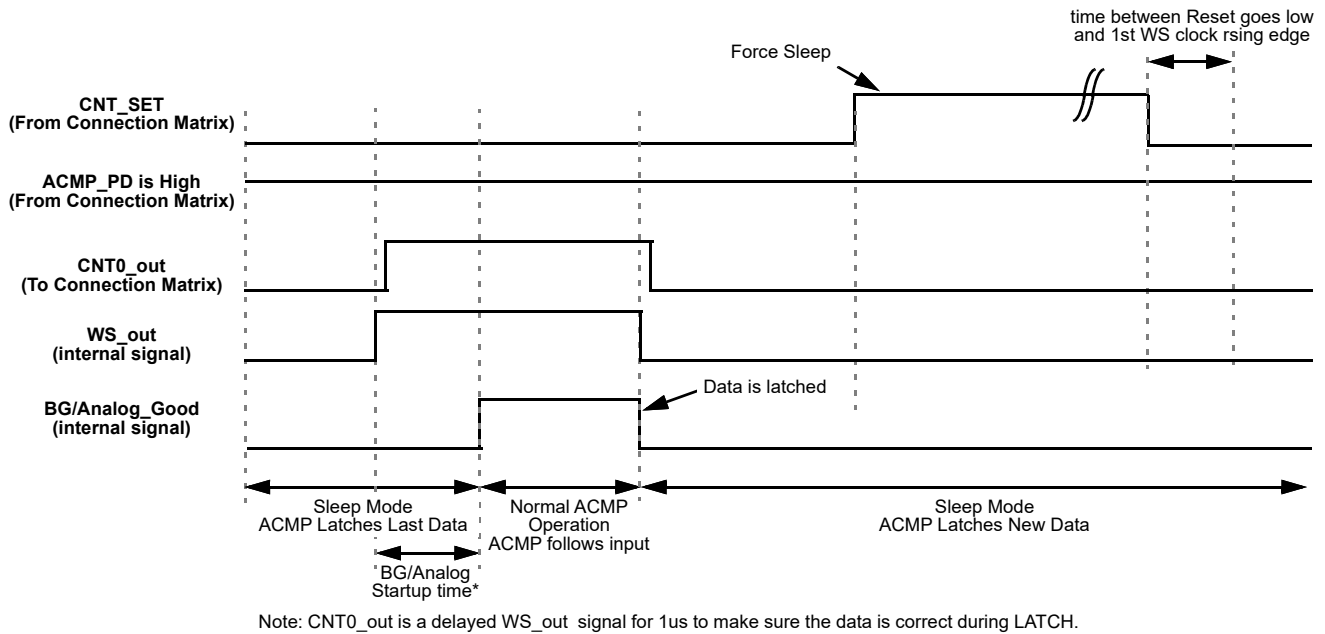 time between Reset goes low
and 1st WS clock rsing edge
Force Sleep
CNT_SET
(From Connection Matrix)
ACMP_PD is High
(From Connection Matrix)
CNT0_out
(To Connection Matrix)
WS_out
(internal signal)
Data is latched
BG/Analog_Good
(internal signal)
Sleep Mode
ACMP Latches Last Data
Normal ACMP
Operation
ACMP follows input
Sleep Mode
ACMP Latches New Data
BG/Analog
Startup time*
Note: CNT0_out is a delayed WS_out signal for 1us to make sure the data is correct during LATCH.